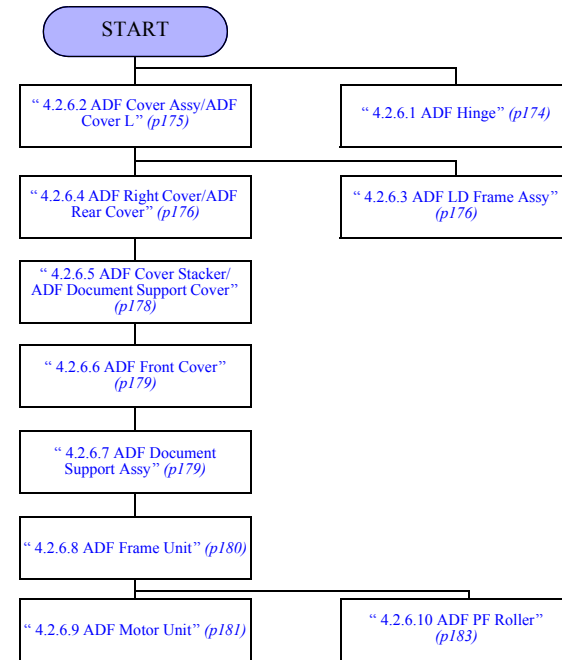 START
“ 4.2.6.2 ADF Cover Assy/ADF
Cover L” (p175)
“ 4.2.6.1 ADF Hinge” (p174)
“ 4.2.6.4 ADF Right Cover/ADF
Rear Cover” (p176)
“ 4.2.6.3 ADF LD Frame Assy”
(p176)
“ 4.2.6.5 ADF Cover Stacker/
ADF Document Support Cover”
(p178)
“ 4.2.6.6 ADF Front Cover”
(p179)
“ 4.2.6.7 ADF Document
Support Assy” (p179)
“ 4.2.6.8 ADF Frame Unit” (p180)
“ 4.2.6.9 ADF Motor Unit” (p181)
“ 4.2.6.10 ADF PF Roller”
(p183)